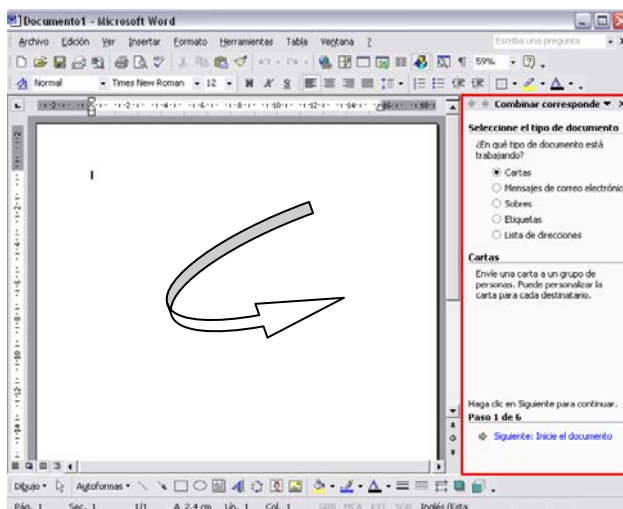 Documento1 - Microsoft Word
Archivo Edición Ver Insertar Formato Herramientas Tabla Ventana ? Escriba una pregunta
59%
Normal Times New Roman 12 N K S
Combinar corresponde
Seleccione el tipo de documento
¿En qué tipo de documento está
trabajando?
Cartas
Mensajes de correo electrónic
Sobres
Etiquetas
Lista de direcciones
Cartas
Envíe una carta a un grupo de
personas. Puede personalizar la
carta para cada destinatario.
Haga clic en Siguiente para continuar.
Paso 1 de 6
Siguiente: Inicie el documento
Dibujo Autoformas
Pág. 1 Sec. 1 1/1 A 2,4 cm Lín. 1 Col. 1 GRB MCA EXT SOB Inglés (Esta